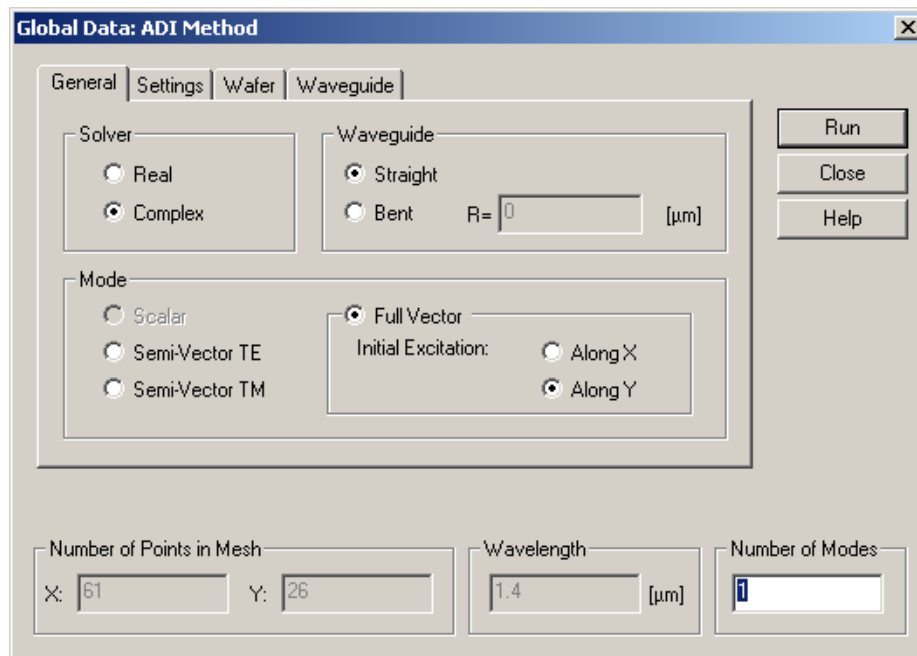 Global Data: ADI Method
General Settings Wafer Waveguide
Solver
Real
Complex
Waveguide
Straight
Bent R= 0 [µm]
Run
Close
Help
Mode
Scalar
Semi-Vector TE
Semi-Vector TM
Full Vector
Initial Excitation:
Along X
Along Y
Number of Points in Mesh
X: 61 Y: 26
Wavelength
1.4 [µm]
Number of Modes
1